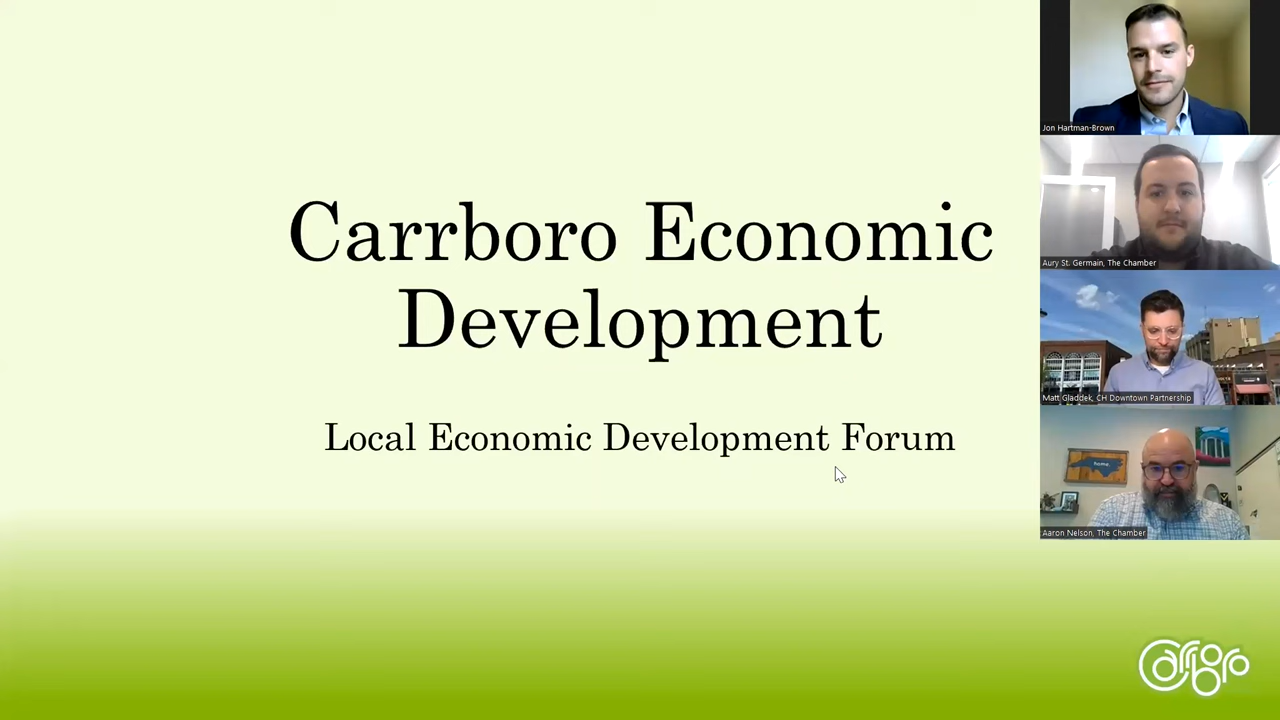 Carrboro Economic
Development
Local Economic Development Forum
Jon Hartman-Brown
Aury St. Germain, The Chamber
Matt Gladdek, CH Downtown Partnership
home
Aaron Nelson, The Chamber
Carrboro